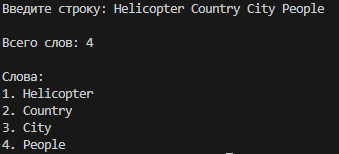 Введите строку: Helicopter Country City People
Всего слов: 4
Слова:
1. Helicopter
2. Country
3. City
4. People